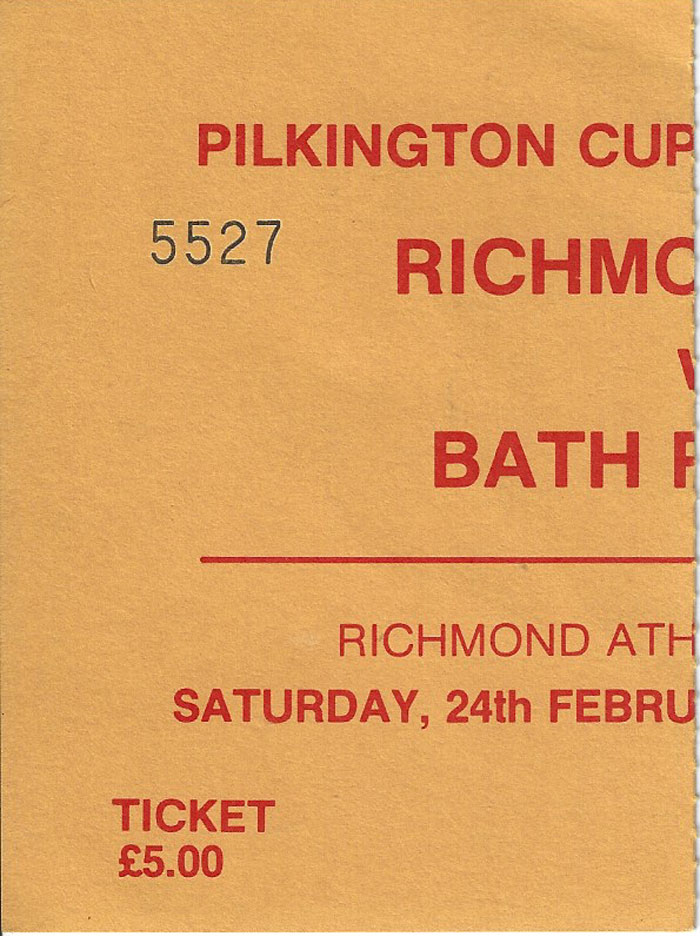 PILKINGTON CUP
5527
RICHMO
V
BATH R
RICHMOND ATH
SATURDAY, 24th FEBRU
TICKET
£5.00